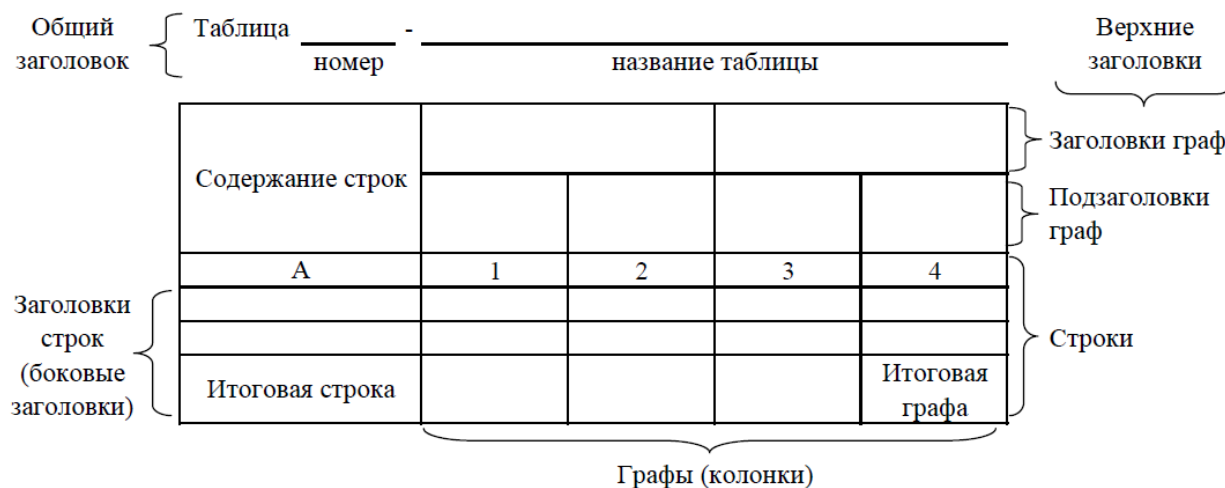 Общий
заголовок
Таблица -
номер
название таблицы
Верхние
заголовки
Содержание строк
Заголовки граф
Подзаголовки
граф
А 1 2 3 4
Заголовки
строк
(боковые
заголовки)
Строки
Итоговая строка
Итоговая
графа
Графы (колонки)